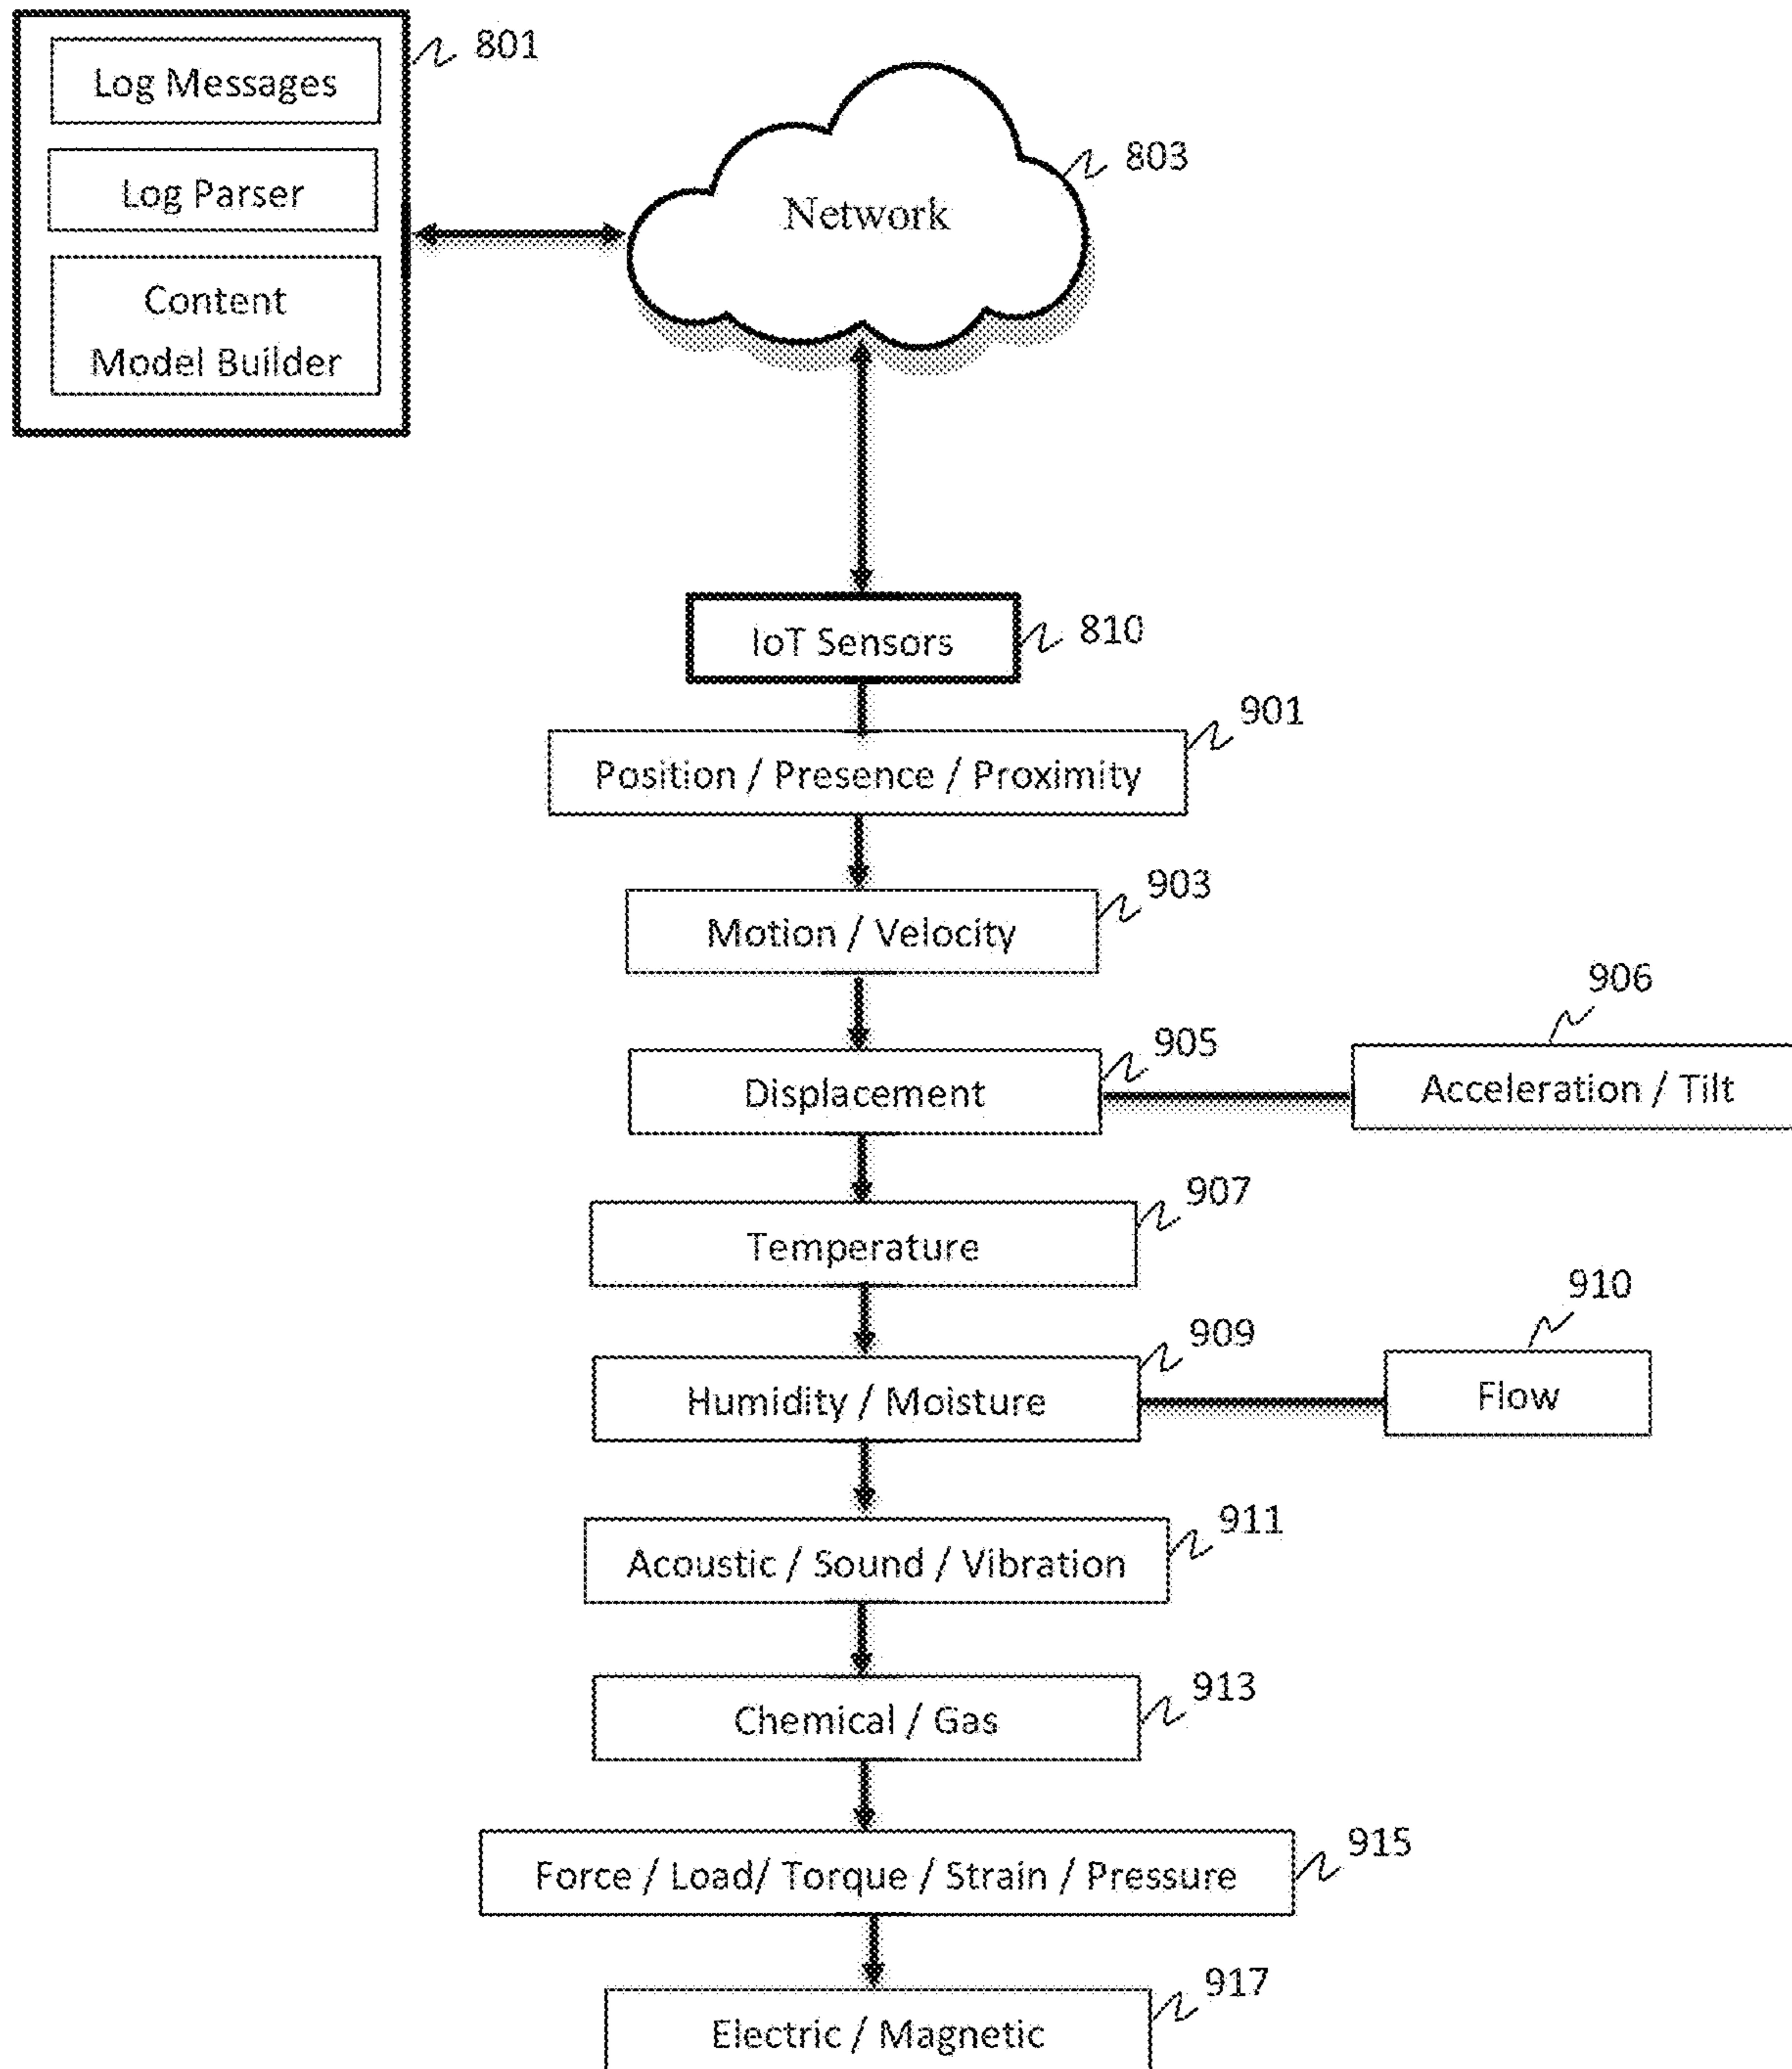 801
Log Messages
Log Parser
Content
Model Builder
803
Network
IoT Sensors
810
901
Position / Presence / Proximity
903
Motion / Velocity
905
Displacement
906
Acceleration / Tilt
907
Temperature
909
Humidity / Moisture
910
Flow
911
Acoustic / Sound / Vibration
913
Chemical / Gas
915
Force / Load/ Torque / Strain / Pressure
917
Electric / Magnetic